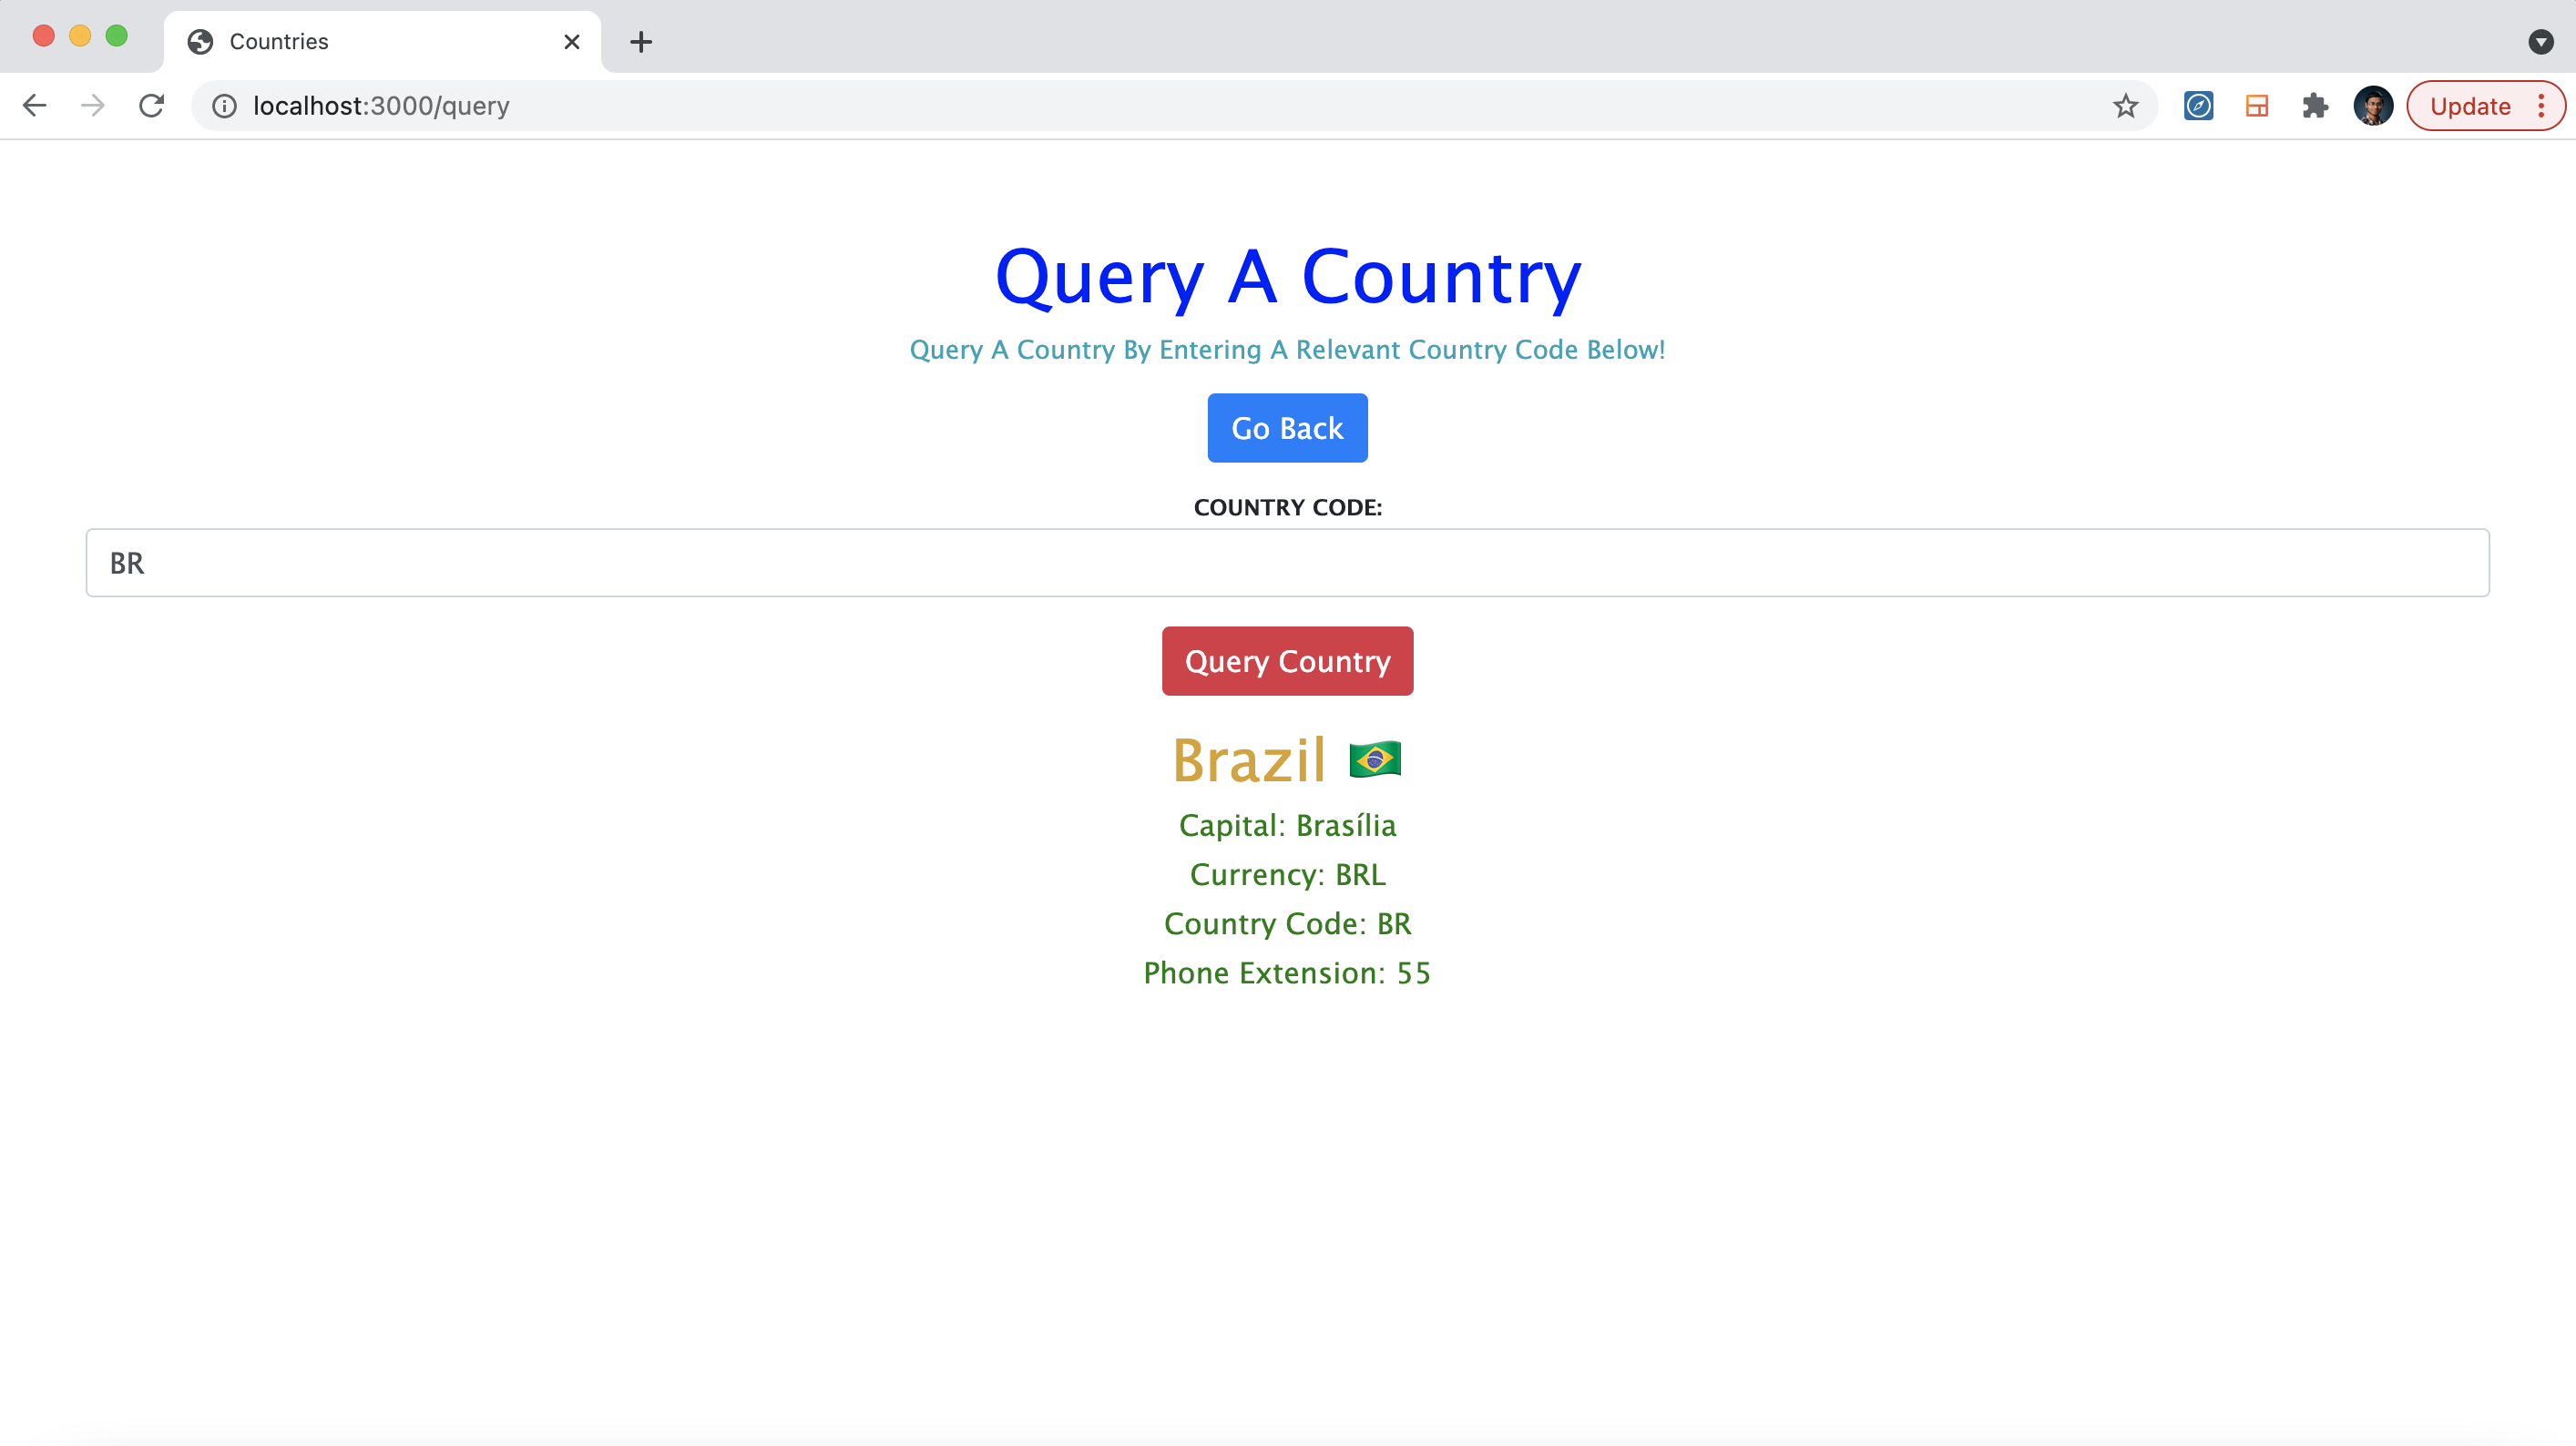 Countries
localhost:3000/query
Update
Query A Country
Query A Country By Entering A Relevant Country Code Below!
Go Back
COUNTRY CODE:
BR
Query Country
Brazil 🇧🇷
Capital: Brasília
Currency: BRL
Country Code: BR
Phone Extension: 55